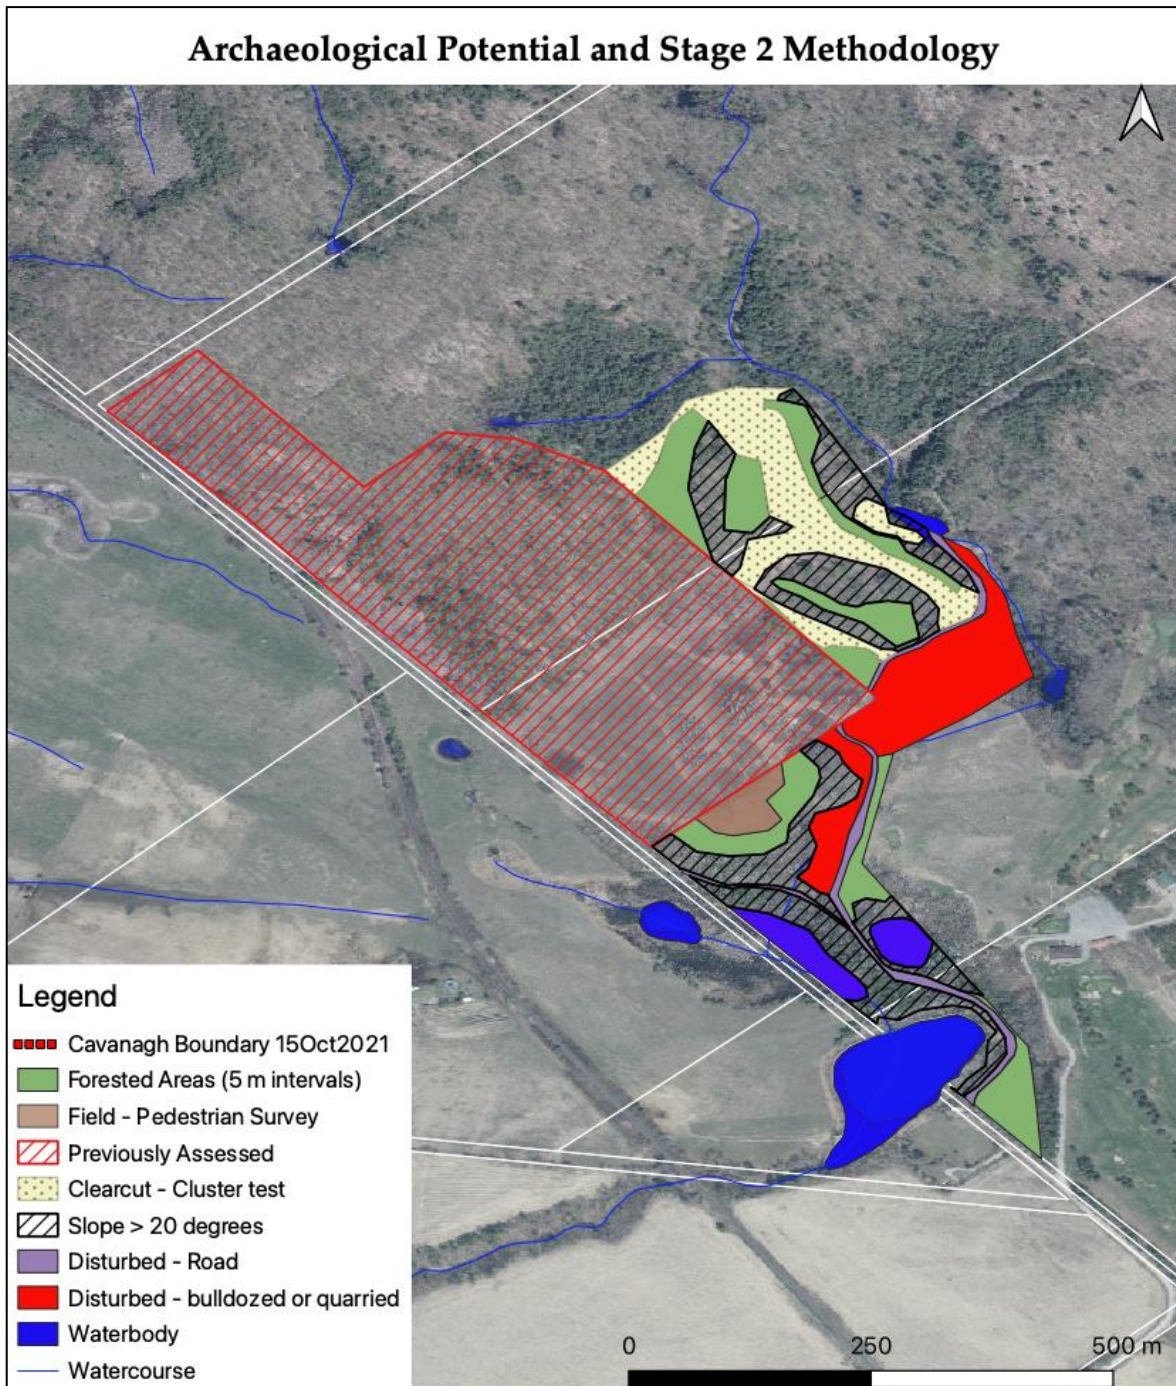 Archaeological Potential and Stage 2 Methodology
Legend
Cavanagh Boundary 15Oct2021
Forested Areas (5 m intervals)
Field - Pedestrian Survey
Previously Assessed
Clearcut - Cluster test
Slope > 20 degrees
Disturbed - Road
Disturbed - bulldozed or quarried
Waterbody
Watercourse
0 250 500 m